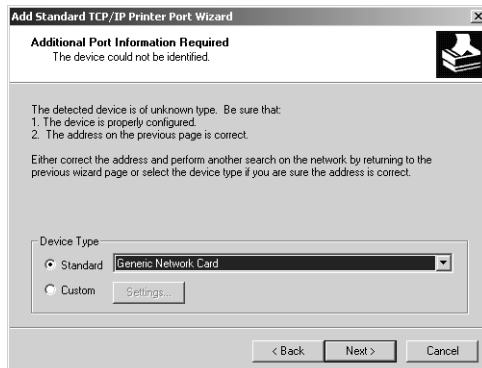 Add Standard TCP/IP Printer Port Wizard
Additional Port Information Required
The device could not be identified.
The detected device is of unknown type. Be sure that:
1. The device is properly configured.
2. The address on the previous page is correct.
Either correct the address and perform another search on the network by returning to the
previous wizard page or select the device type if you are sure the address is correct.
Device Type
Standard Generic Network Card
Custom Settings...
< Back Next > Cancel